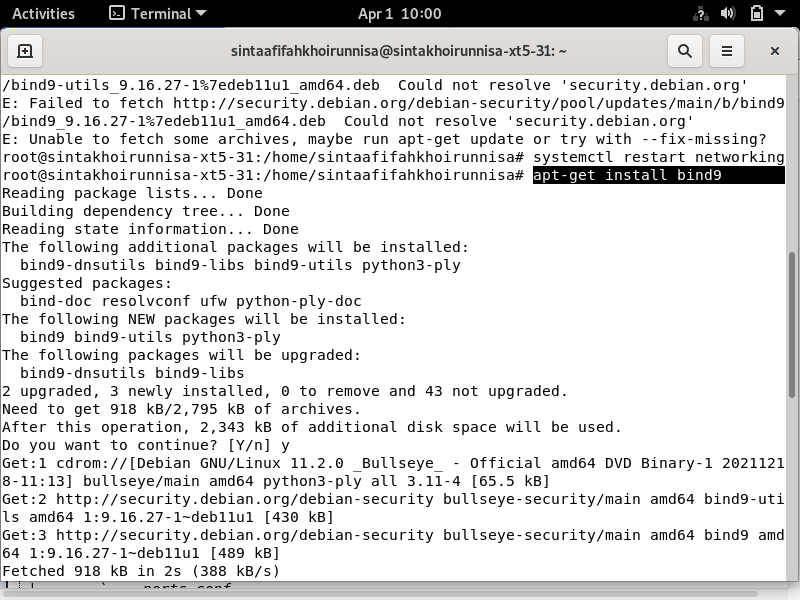 Activities
Terminal
Apr 1 10:00
sintaafifahkhoirunnisa@sintakhoirunnisa-xt5-31: ~
/bind9-utils_9.16.27-1%7edeb11u1_amd64.deb  Could not resolve 'security.debian.org'
E: Failed to fetch http://security.debian.org/debian-security/pool/updates/main/b/bind9
/bind9_9.16.27-1%7edeb11u1_amd64.deb  Could not resolve 'security.debian.org'
E: Unable to fetch some archives, maybe run apt-get update or try with --fix-missing?
root@sintakhoirunnisa-xt5-31:/home/sintaafifahkhoirunnisa# systemctl restart networking
root@sintakhoirunnisa-xt5-31:/home/sintaafifahkhoirunnisa# apt-get install bind9
Reading package lists... Done
Building dependency tree... Done
Reading state information... Done
The following additional packages will be installed:
  bind9-dnsutils bind9-libs bind9-utils python3-ply
Suggested packages:
  bind-doc resolvconf ufw python-ply-doc
The following NEW packages will be installed:
  bind9 bind9-utils python3-ply
The following packages will be upgraded:
  bind9-dnsutils bind9-libs
2 upgraded, 3 newly installed, 0 to remove and 43 not upgraded.
Need to get 918 kB/2,795 kB of archives.
After this operation, 2,343 kB of additional disk space will be used.
Do you want to continue? [Y/n] y
Get:1 cdrom://[Debian GNU/Linux 11.2.0 _Bullseye_ - Official amd64 DVD Binary-1 2021121
8-11:13] bullseye/main amd64 python3-ply all 3.11-4 [65.5 kB]
Get:2 http://security.debian.org/debian-security bullseye-security/main amd64 bind9-uti
ls amd64 1:9.16.27-1~deb11u1 [430 kB]
Get:3 http://security.debian.org/debian-security bullseye-security/main amd64 bind9 amd
64 1:9.16.27-1~deb11u1 [489 kB]
Fetched 918 kB in 2s (388 kB/s)
ports.conf